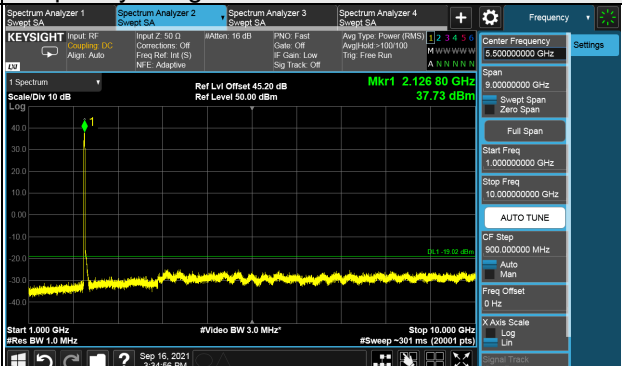 Spectrum Analyzer 1
Swept SA
Spectrum Analyzer 2
Swept SA
Spectrum Analyzer 3
Swept SA
Spectrum Analyzer 4
Swept SA
+
Frequency
KEYSIGHT
Input: RF
Coupling: DC
Align: Auto
Input Z: 50 Ω
Corrections: Off
Freq Ref: Int (S)
NFE: Adaptive
#Atten: 16 dB
PNO: Fast
Gate: Off
IF Gain: Low
Sig Track: Off
Avg Type: Power (RMS)
Avg|Hold:>100/100
Trig: Free Run
1 2 3 4 5 6
M W W W W W
A N N N N N
LXI
1 Spectrum
Scale/Div 10 dB
Ref Lvl Offset 45.20 dB
Ref Level 50.00 dBm
Mkr1 2.126 80 GHz
37.73 dBm
Log
1
40.0
30.0
20.0
10.0
0.00
-10.0
-20.0
-30.0
-40.0
DL1 -19.02 dBm
Start 1.000 GHz
#Res BW 1.0 MHz
#Video BW 3.0 MHz*
Stop 10.000 GHz
#Sweep ~301 ms (20001 pts)
Sep 16, 2021
3:34:56 PM
Center Frequency
5.500000000 GHz
Settings
Span
9.00000000 GHz
Swept Span
Zero Span
Full Span
Start Freq
1.000000000 GHz
Stop Freq
10.000000000 GHz
AUTO TUNE
CF Step
900.000000 MHz
Auto
Man
Freq Offset
0 Hz
X Axis Scale
Log
Lin
Signal Track